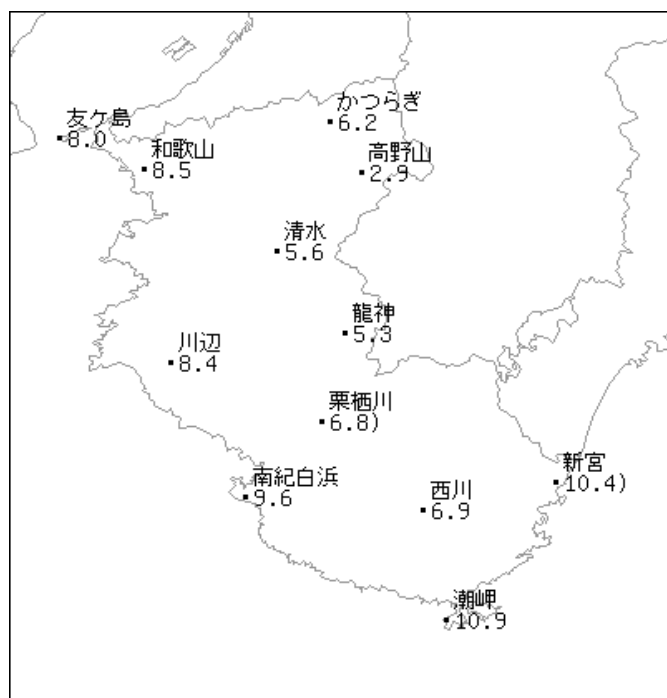 かつらぎ
6.2
友ケ島
8.0
和歌山
8.5
高野山
2.9
清水
5.6
龍神
5.3
川辺
8.4
栗栖川
6.8)
新宮
10.4)
南紀白浜
9.6
西川
6.9
潮岬
10.9